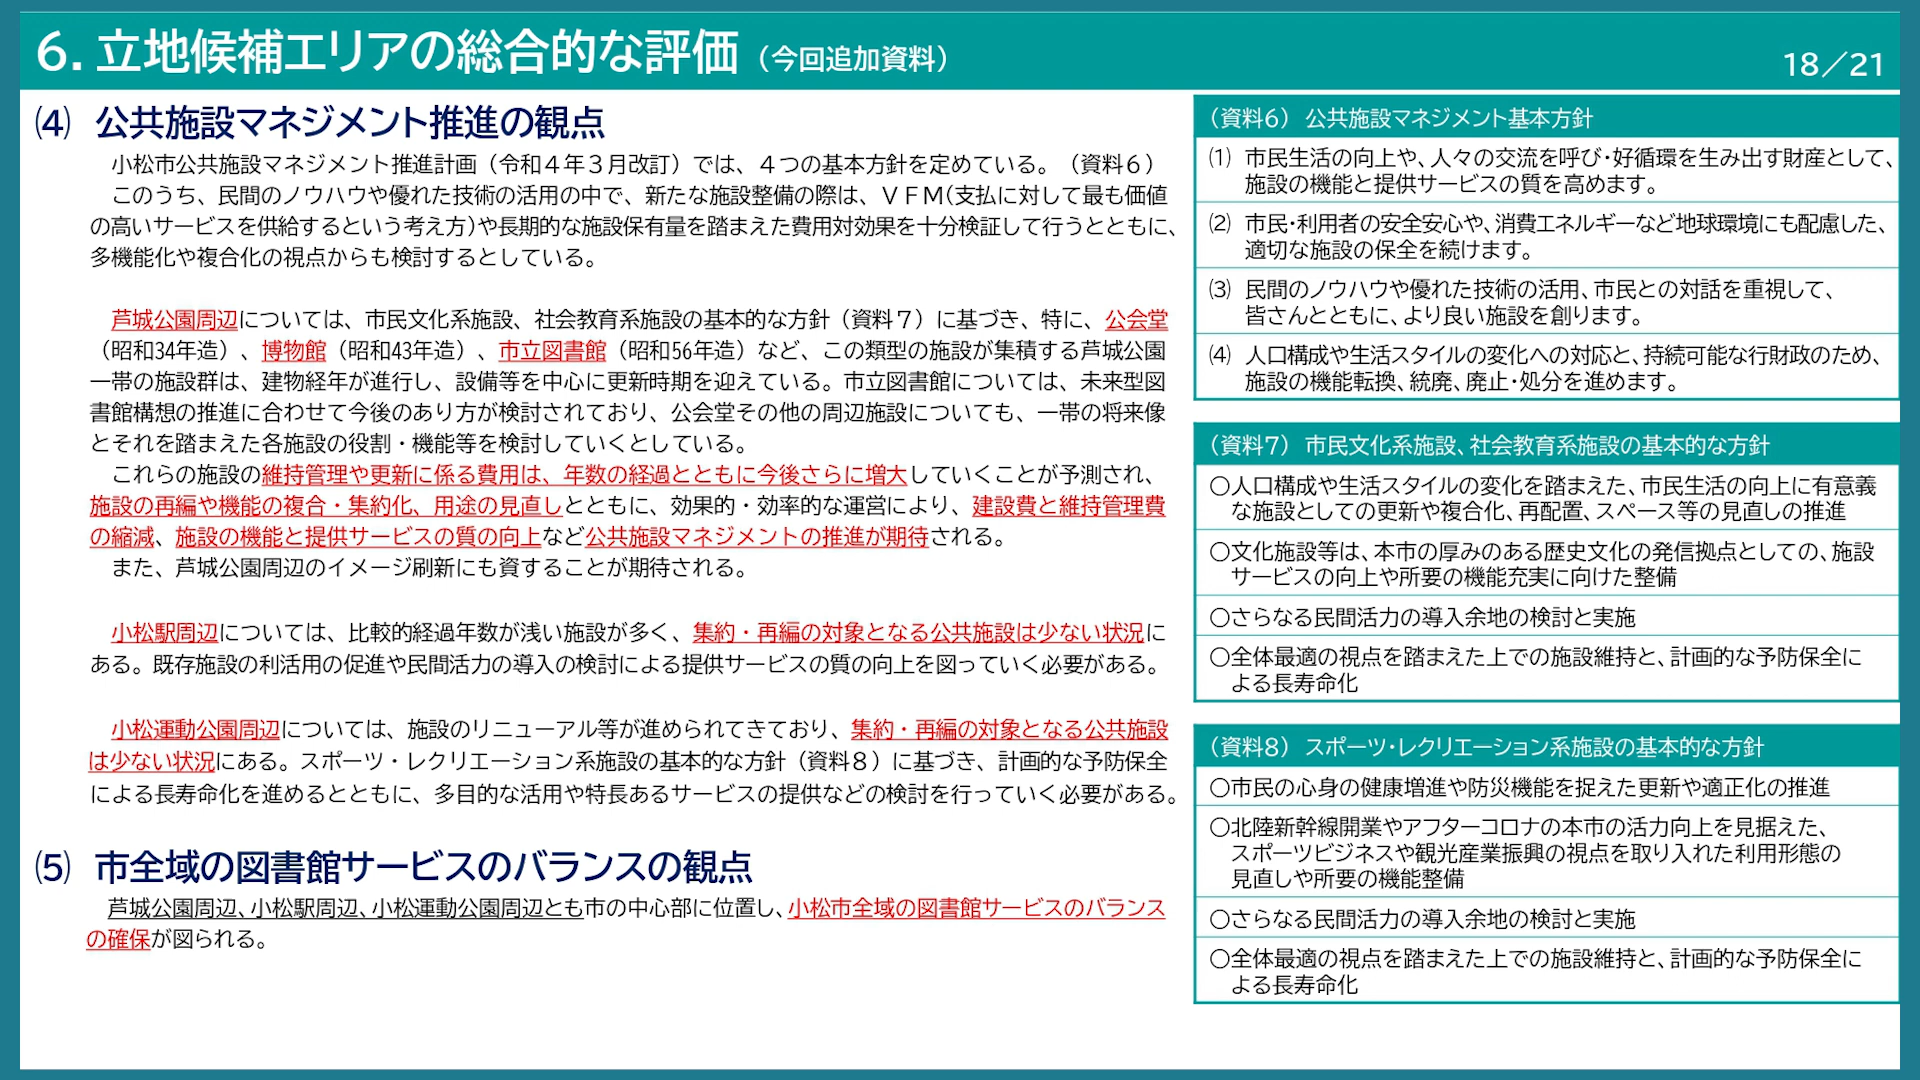 6. 立地候補エリアの総合的な評価（今回追加資料）
18／21
⑷ 公共施設マネジメント推進の観点
小松市公共施設マネジメント推進計画（令和４年３月改訂）では、４つの基本方針を定めている。（資料６）
このうち、民間のノウハウや優れた技術の活用の中で、新たな施設整備の際は、ＶＦＭ（支払に対して最も価値
の高いサービスを供給するという考え方）や長期的な施設保有量を踏まえた費用対効果を十分検証して行うとともに、
多機能化や複合化の視点からも検討するとしている。
芦城公園周辺については、市民文化系施設、社会教育系施設の基本的な方針（資料７）に基づき、特に、公会堂
（昭和34年造）、博物館（昭和43年造）、市立図書館（昭和56年造）など、この類型の施設が集積する芦城公園
一帯の施設群は、建物経年が進行し、設備等を中心に更新時期を迎えている。市立図書館については、未来型図
書館構想の推進に合わせて今後のあり方が検討されており、公会堂その他の周辺施設についても、一帯の将来像
とそれを踏まえた各施設の役割・機能等を検討していくとしている。
これらの施設の維持管理や更新に係る費用は、年数の経過とともに今後さらに増大していくことが予測され、
施設の再編や機能の複合・集約化、用途の見直しとともに、効果的・効率的な運営により、建設費と維持管理費
の縮減、施設の機能と提供サービスの質の向上など公共施設マネジメントの推進が期待される。
また、芦城公園周辺のイメージ刷新にも資することが期待される。
小松駅周辺については、比較的経過年数が浅い施設が多く、集約・再編の対象となる公共施設は少ない状況に
ある。既存施設の利活用の促進や民間活力の導入の検討による提供サービスの質の向上を図っていく必要がある。
小松運動公園周辺については、施設のリニューアル等が進められてきており、集約・再編の対象となる公共施設
は少ない状況にある。スポーツ・レクリエーション系施設の基本的な方針（資料８）に基づき、計画的な予防保全
による長寿命化を進めるとともに、多目的な活用や特長あるサービスの提供などの検討を行っていく必要がある。
⑸ 市全域の図書館サービスのバランスの観点
芦城公園周辺、小松駅周辺、小松運動公園周辺とも市の中心部に位置し、小松市全域の図書館サービスのバランス
の確保が図られる。
（資料６） 公共施設マネジメント基本方針
⑴ 市民生活の向上や、人々の交流を呼び・好循環を生み出す財産として、
施設の機能と提供サービスの質を高めます。
⑵ 市民・利用者の安全安心や、消費エネルギーなど地球環境にも配慮した、
適切な施設の保全を続けます。
⑶ 民間のノウハウや優れた技術の活用、市民との対話を重視して、
皆さんとともに、より良い施設を創ります。
⑷ 人口構成や生活スタイルの変化への対応と、持続可能な行財政のため、
施設の機能転換、統廃、廃止・処分を進めます。
（資料７） 市民文化系施設、社会教育系施設の基本的な方針
○人口構成や生活スタイルの変化を踏まえた、市民生活の向上に有意義
な施設としての更新や複合化、再配置、スペース等の見直しの推進
○文化施設等は、本市の厚みのある歴史文化の発信拠点としての、施設
サービスの向上や所要の機能充実に向けた整備
○さらなる民間活力の導入余地の検討と実施
○全体最適の視点を踏まえた上での施設維持と、計画的な予防保全に
よる長寿命化
（資料８） スポーツ・レクリエーション系施設の基本的な方針
○市民の心身の健康増進や防災機能を捉えた更新や適正化の推進
○北陸新幹線開業やアフターコロナの本市の活力向上を見据えた、
スポーツビジネスや観光産業振興の視点を取り入れた利用形態の
見直しや所要の機能整備
○さらなる民間活力の導入余地の検討と実施
○全体最適の視点を踏まえた上での施設維持と、計画的な予防保全に
よる長寿命化